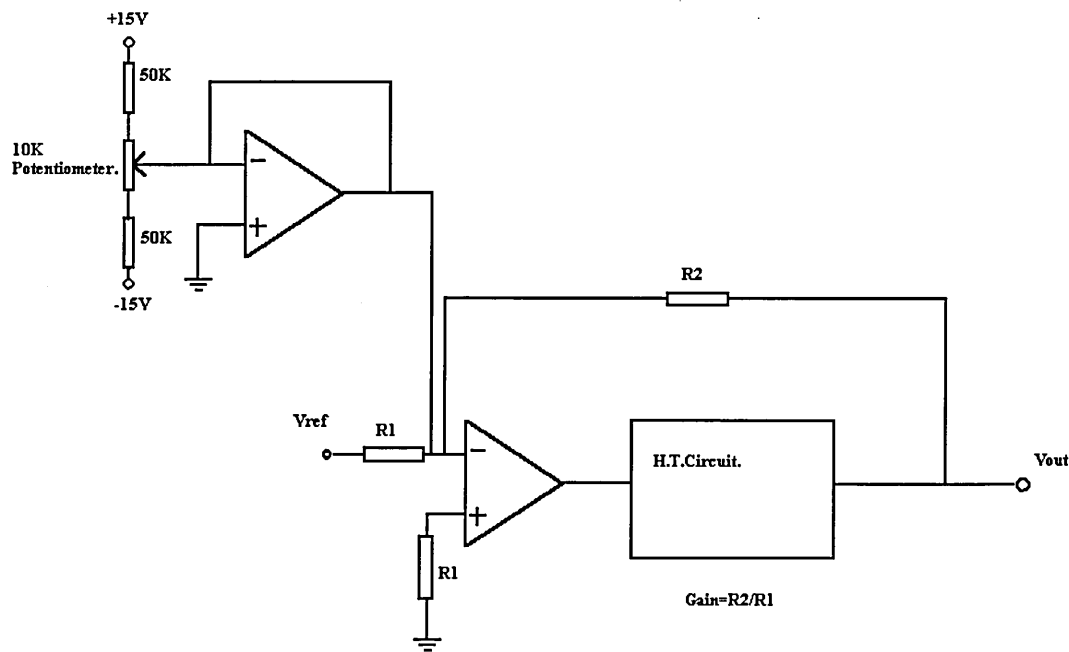 +15V
50K
10K
Potentiometer.
−
+
50K
-15V
R2
Vref
R1
−
+
H.T.Circuit.
Vout
R1
Gain=R2/R1